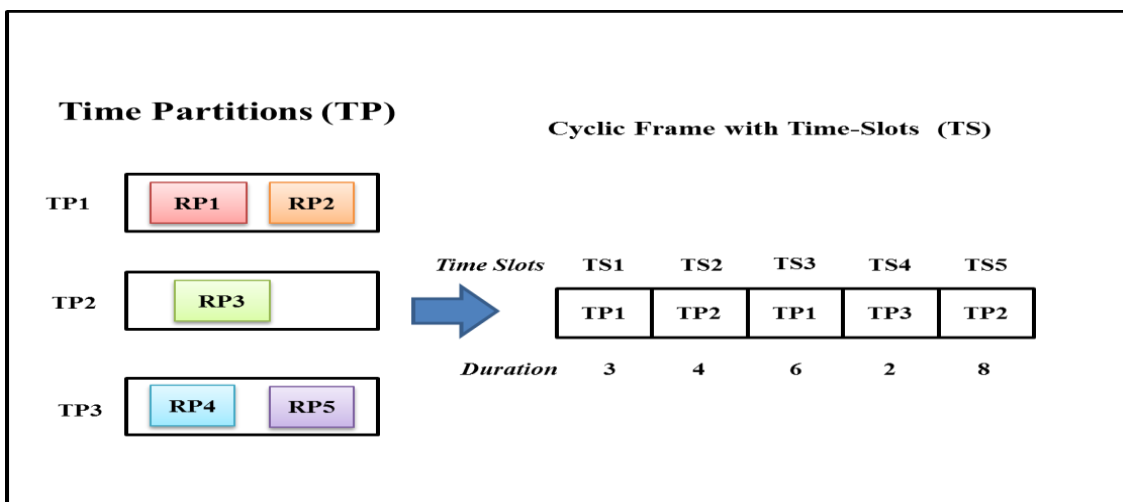 Time Partitions (TP)
TP1 RP1 RP2
TP2 RP3
TP3 RP4 RP5
Cyclic Frame with Time-Slots (TS)
Time Slots TS1 TS2 TS3 TS4 TS5
TP1 TP2 TP1 TP3 TP2
Duration 3 4 6 2 8